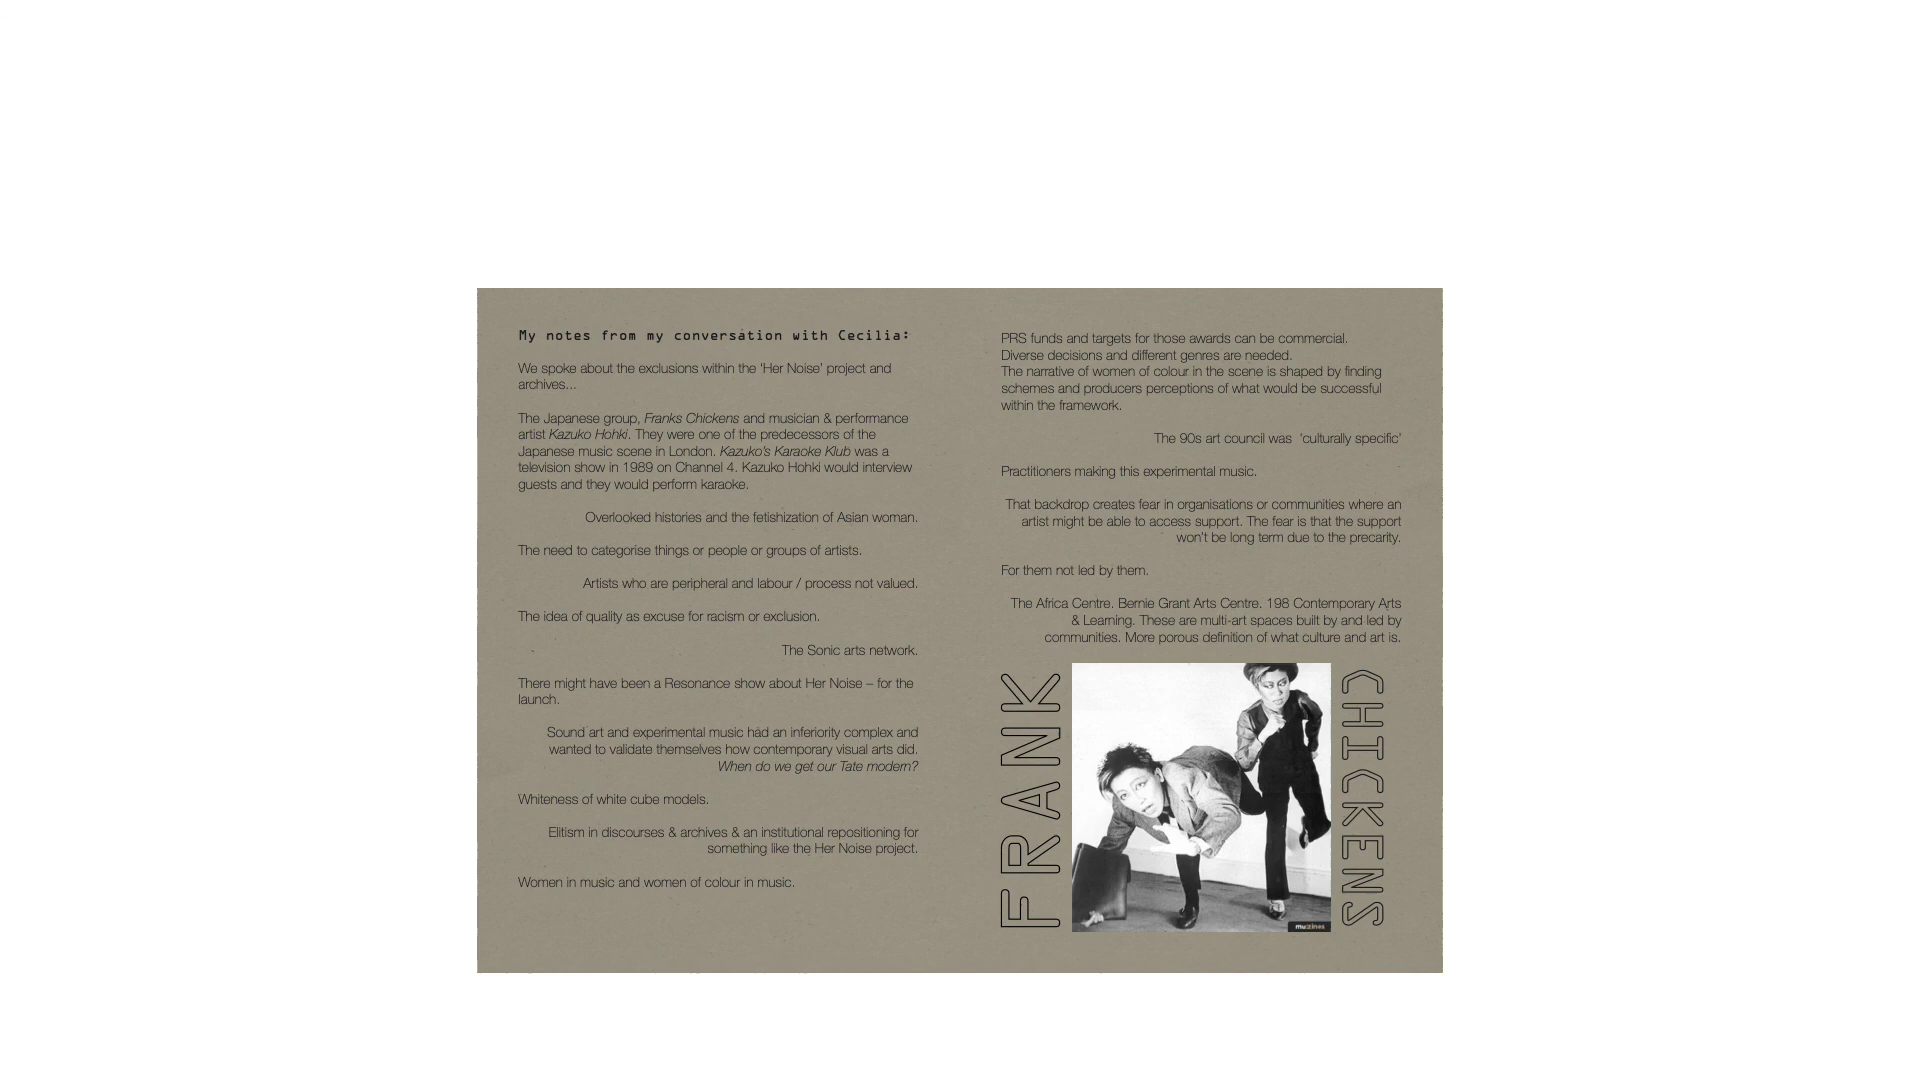 My notes from my conversation with Cecilia:
We spoke about the exclusions within the 'Her Noise' project and
archives...
The Japanese group, Franks Chickens and musician & performance
artist Kazuko Hohki. They were one of the predecessors of the
Japanese music scene in London. Kazuko's Karaoke Klub was a
television show in 1989 on Channel 4. Kazuko Hohki would interview
guests and they would perform karaoke.
Overlooked histories and the fetishization of Asian woman.
The need to categorise things or people or groups of artists.
Artists who are peripheral and labour / process not valued.
The idea of quality as excuse for racism or exclusion.
The Sonic arts network.
There might have been a Resonance show about Her Noise – for the
launch.
Sound art and experimental music had an inferiority complex and
wanted to validate themselves how contemporary visual arts did.
When do we get our Tate modern?
Whiteness of white cube models.
Elitism in discourses & archives & an institutional repositioning for
something like the Her Noise project.
Women in music and women of colour in music.
PRS funds and targets for those awards can be commercial.
Diverse decisions and different genres are needed.
The narrative of women of colour in the scene is shaped by finding
schemes and producers perceptions of what would be successful
within the framework.
The 90s art council was 'culturally specific'
Practitioners making this experimental music.
That backdrop creates fear in organisations or communities where an
artist might be able to access support. The fear is that the support
won't be long term due to the precarity.
For them not led by them.
The Africa Centre. Bernie Grant Arts Centre. 198 Contemporary Arts
& Learning. These are multi-art spaces built by and led by
communities. More porous definition of what culture and art is.
FRANK
CHICKENS
mu:zines